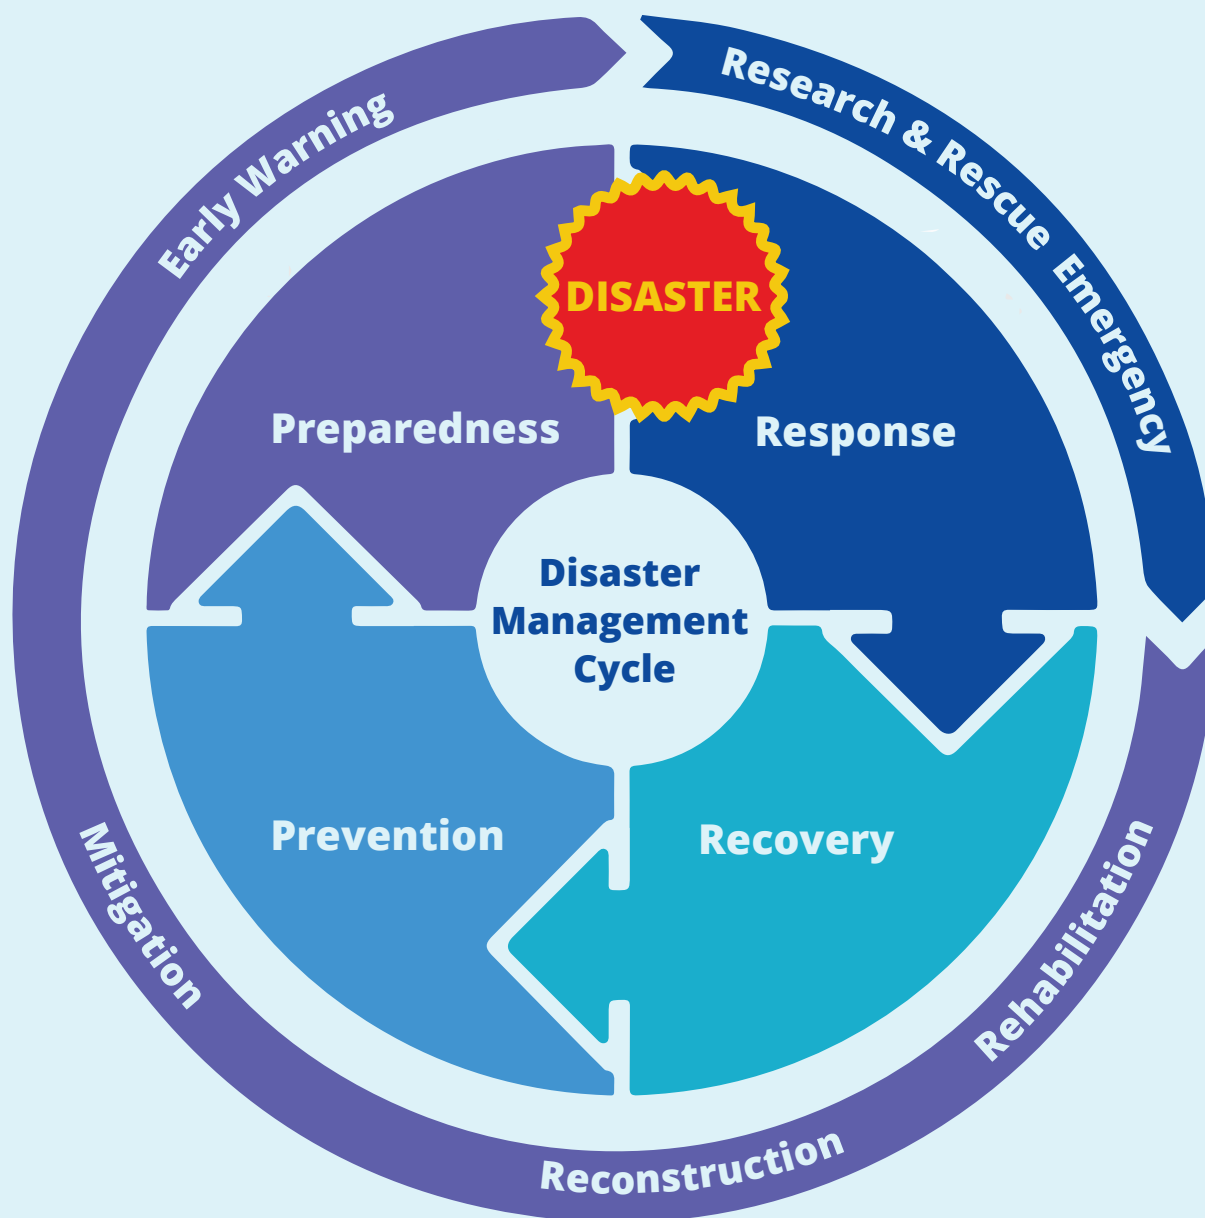 Early Warning
Research & Rescue Emergency
DISASTER
Preparedness
Response
Disaster
Management
Cycle
Prevention
Recovery
Mitigation
Rehabilitation
Reconstruction